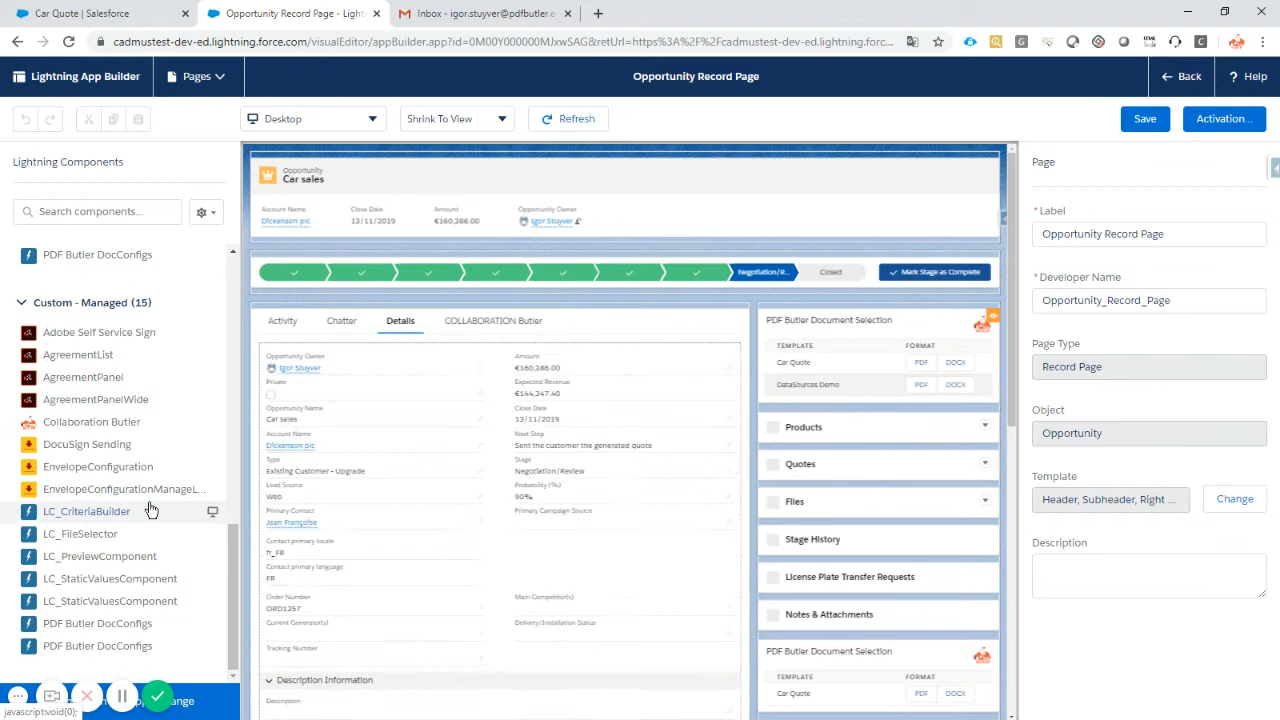 Car Quote | Salesforce
Opportunity Record Page - Light
Inbox - igor.stuyver@pdfbutler.e
cadmustest-dev-ed.lightning.force.com/visualEditor/appBuilder.app?id=0M00Y000000MJxwSAG&retUrl=https%3A%2F%2Fcadmustest-dev-ed.lightning.force.com%2Fvisualeditor%2FappBuilder...
Lightning App Builder
Pages
Opportunity Record Page
Back
? Help
Desktop
Shrink To View
Refresh
Save
Activation...
Lightning Components
Search components...
PDF Butler DocConfigs
Custom - Managed (15)
Adobe Self Service Sign
AgreementList
AgreementPanel
AgreementPanelWide
Collaboration Butler
DocuSign Sending
EnvelopeConfiguration
EnvelopeConfigurationManageL...
LC_CriteriaBuilder
LC_FileSelector
LC_PreviewComponent
LC_StaticValuesComponent
LC_StaticValuesComponent
PDF Butler DocConfigs
PDF Butler DocConfigs
javascript:void(0);
Opportunity
Car sales
Account Name
Dickenson plc
Close Date
13/11/2019
Amount
€160,386.00
Opportunity Owner
Igor Stuyver
Negotiation/R...
Closed
Mark Stage as Complete
Activity
Chatter
Details
COLLABORATION Butler
Opportunity Owner
Igor Stuyver
Amount
€160,386.00
Private
Expected Revenue
€144,347.40
Opportunity Name
Car sales
Close Date
13/11/2019
Account Name
Dickenson plc
Next Step
Sent the customer the generated quote
Type
Existing Customer - Upgrade
Stage
Negotiation/Review
Lead Source
Web
Probability (%)
90%
Primary Contact
Jean Françoise
Primary Campaign Source
Contact primary locale
fr_FR
Contact primary language
FR
Order Number
ORD1357
Main Competitor(s)
Current Generator(s)
Delivery/Installation Status
Tracking Number
Description Information
Description
PDF Butler Document Selection
TEMPLATE FORMAT
Car Quote PDF DOCX
DataSources Demo PDF DOCX
Products
Quotes
Files
Stage History
License Plate Transfer Requests
Notes & Attachments
PDF Butler Document Selection
TEMPLATE FORMAT
Car Quote PDF DOCX
Page
*Label
Opportunity Record Page
*Developer Name
Opportunity_Record_Page
Page Type
Record Page
Object
Opportunity
Template
Header, Subheader, Right ...
Change
Description